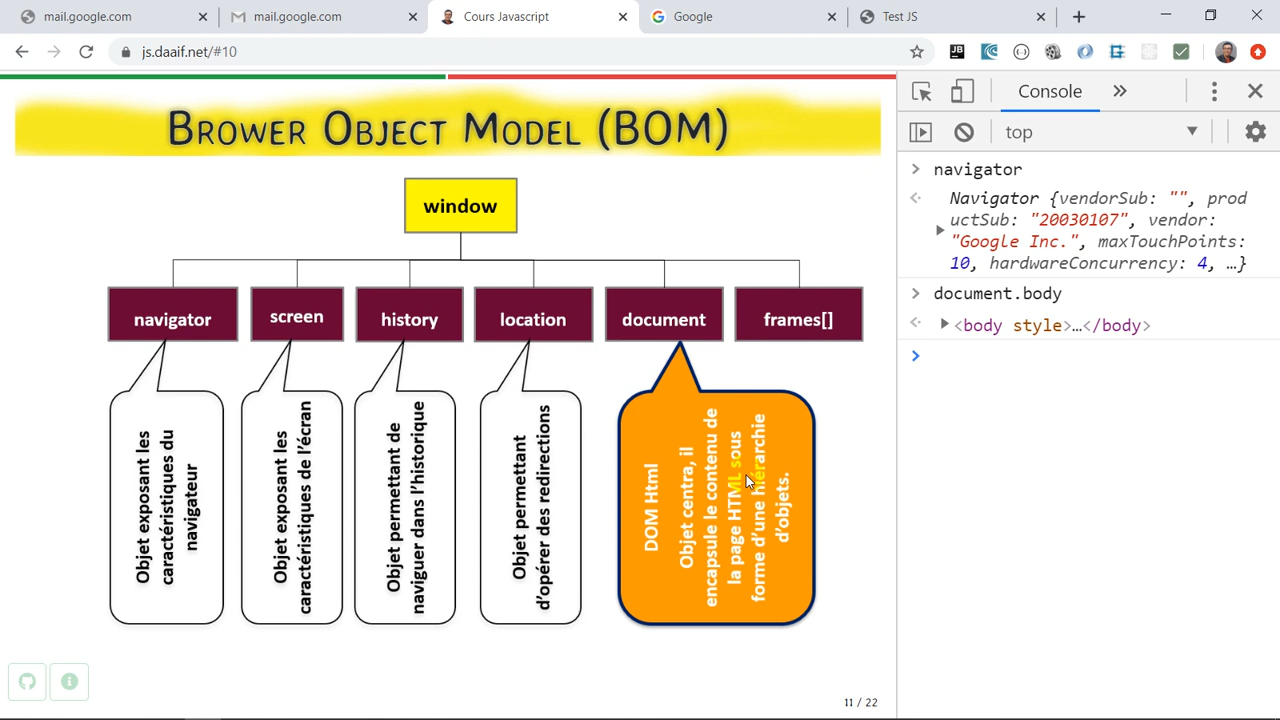 mail.google.com
mail.google.com
Cours Javascript
Google
Test JS
js.daaif.net/#10
BROWER OBJECT MODEL (BOM)
window
navigator
screen
history
location
document
frames[]
Objet exposant les
caractéristiques du
navigateur
Objet exposant les
caractéristiques de l'écran
Objet permettant de
naviguer dans l'historique
Objet permettant
d'opérer des redirections
DOM Html
Objet centra, il
encapsule le contenu de
la page HTML sous
forme d'une hiérarchie
d'objets.
11 / 22
Console
top
navigator
Navigator {vendorSub: "", prod
uctSub: "20030107", vendor:
"Google Inc.", maxTouchPoints:
10, hardwareConcurrency: 4, …}
document.body
<body style>…</body>